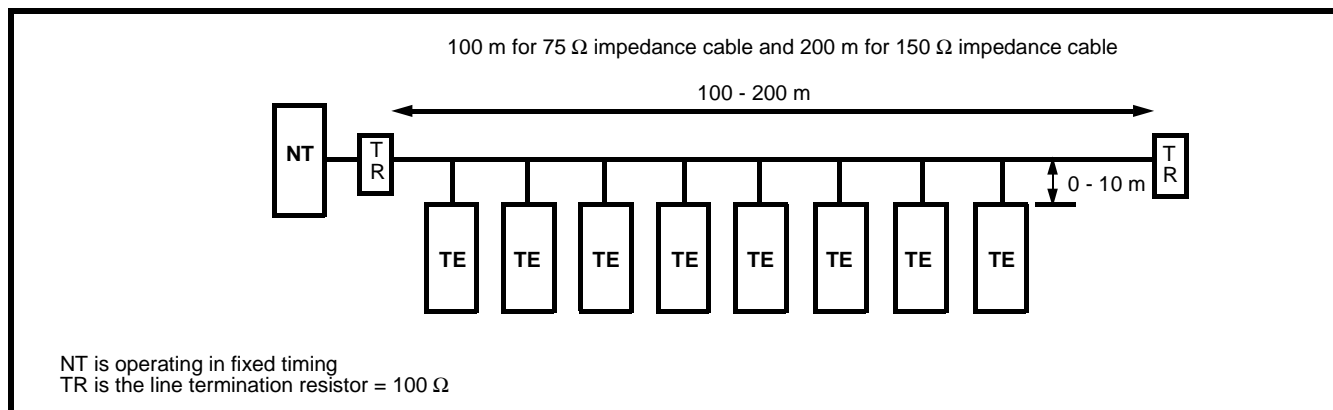 100 m for 75 Ω impedance cable and 200 m for 150 Ω impedance cable
100 - 200 m
NT
T
R
T
R
0 - 10 m
TE
TE
TE
TE
TE
TE
TE
TE
NT is operating in fixed timing
TR is the line termination resistor = 100 Ω